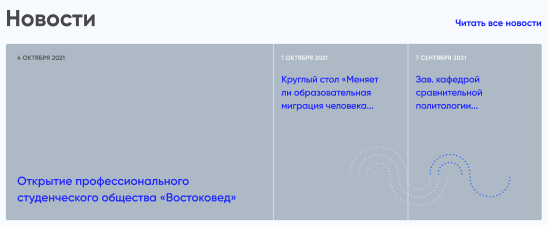 Новости
Читать все новости
4 ОКТЯБРЯ 2021
Открытие профессионального
студенческого общества «Востоковед»
1 ОКТЯБРЯ 2021
Круглый стол «Меняет
ли образовательная
миграция человека...
7 СЕНТЯБРЯ 2021
Зав. кафедрой
сравнительной
политологии...